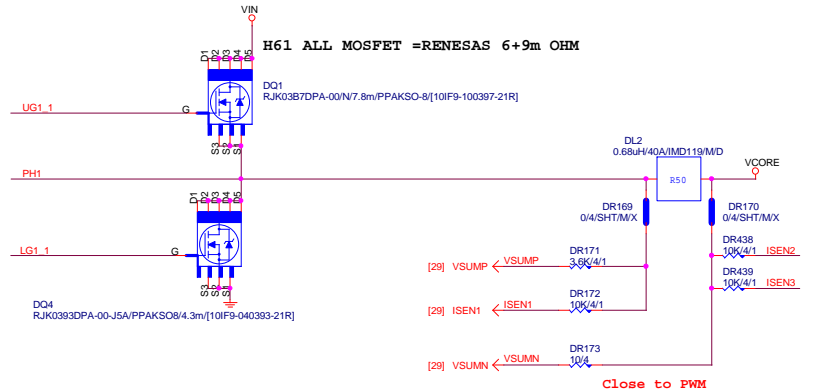 VIN
H61 ALL MOSFET =RENESAS 6+9m OHM
D1
D2
D3
D4
D5
DQ1
RJK03B7DPA-00/N/7.8m/PPAKSO-8/[10IF9-100397-21R]
UG1_1
G
S3
S2
S1
DL2
0.68uH/40A/IMD119/M/D
VCORE
PH1
R50
D1
D2
D3
D4
D5
DR169
0/4/SHT/M/X
DR170
0/4/SHT/M/X
LG1_1
G
DR438
10K/4/1
ISEN2
DR171
3.6K/4/1
[29] VSUMP
VSUMP
DR439
10K/4/1
ISEN3
S3
S2
S1
DQ4
RJK0393DPA-00-J5A/PPAKSO8/4.3m/[10IF9-040393-21R]
DR172
10K/4/1
[29] ISEN1
ISEN1
DR173
10/4
[29] VSUMN
VSUMN
Close to PWM